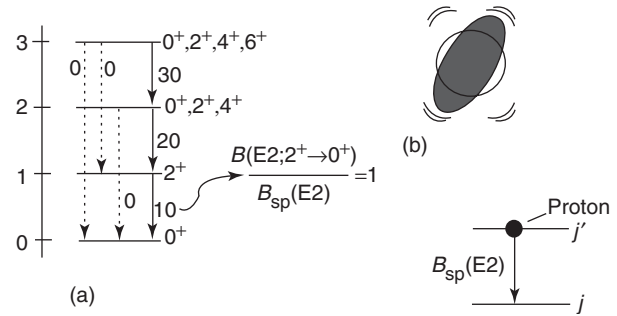 3
0⁺,2⁺,4⁺,6⁺
0
0
30
2
0⁺,2⁺,4⁺
20
1
2⁺
B(E2;2⁺→0⁺)
=1
B_sp(E2)
0
10
0
0⁺
(a)
(b)
Proton
j′
B_sp(E2)
j